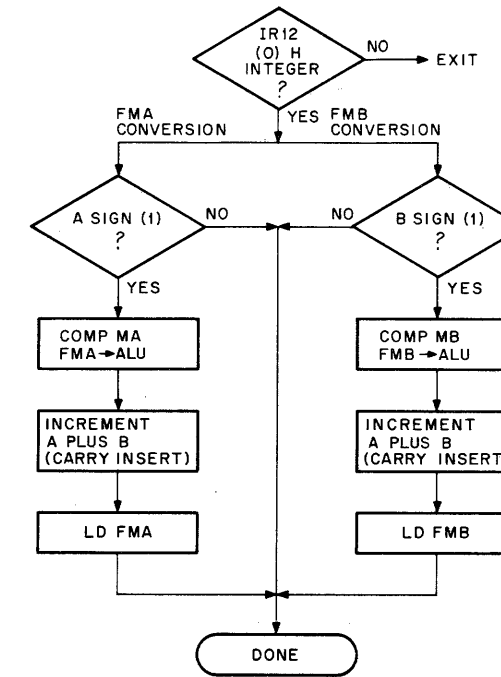 IR12
(0) H
INTEGER
?
NO
EXIT
YES
FMA
CONVERSION
FMB
CONVERSION
A SIGN (1)
?
NO
YES
NO
B SIGN (1)
?
YES
COMP MA
FMA→ALU
COMP MB
FMB→ALU
INCREMENT
A PLUS B
(CARRY INSERT)
INCREMENT
A PLUS B
(CARRY INSERT
LD FMA
LD FMB
DONE